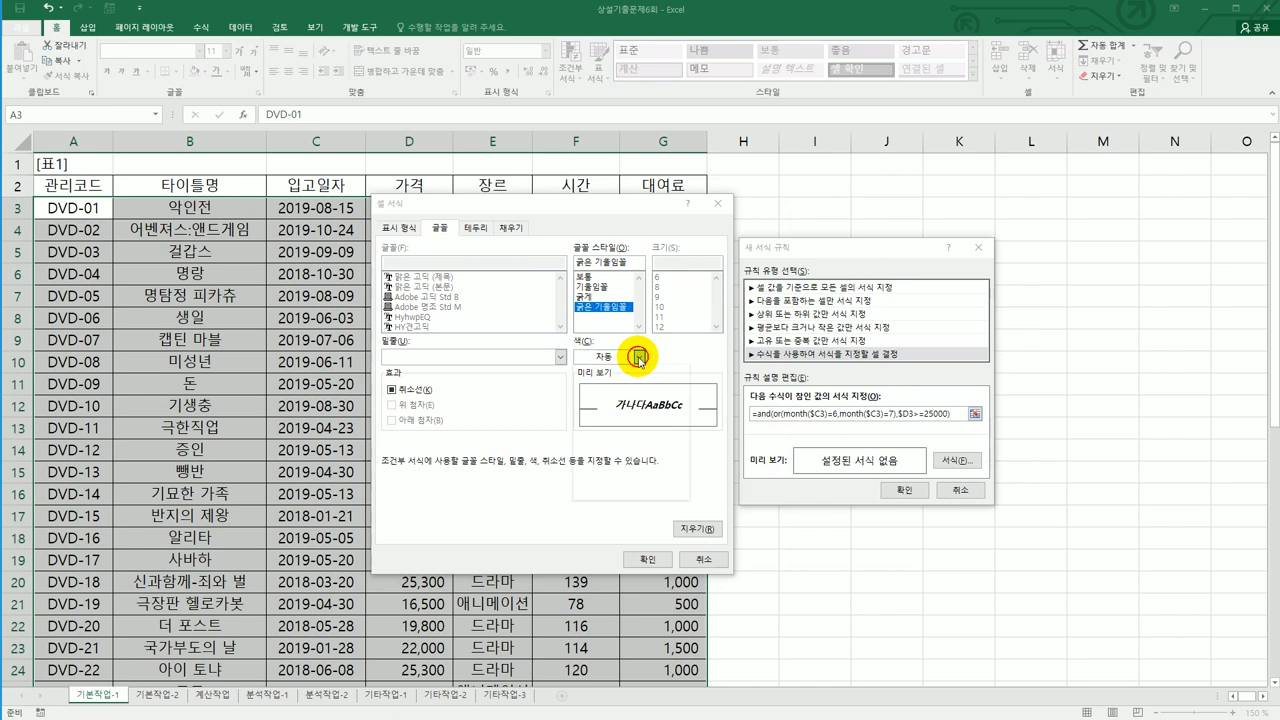 상설기출문제6회 - Excel
홈 삽입 페이지 레이아웃 수식 데이터 검토 보기 개발 도구 수행할 작업을 알려 주세요. 공유
붙여넣기 잘라내기 복사 서식 복사 클립보드
11 가 가 가 글꼴
텍스트 줄 바꿈 병합하고 가운데 맞춤 맞춤
일반 % 표시 형식
조건부 서식 표 서식
표준 나쁨 보통 좋음 경고문
계산 메모 설명 텍스트 셀 확인 연결된 셀
스타일
삽입 삭제 서식 셀
자동 합계 채우기 지우기 정렬 및 필터 찾기 및 선택 편집
A3 fx DVD-01
A B C D E F G H I J K L M N O
1 [표1]
2 관리코드 타이틀명 입고일자 가격 장르 시간 대여료
3 DVD-01 악인전 2019-08-15
4 DVD-02 어벤져스:앤드게임 2019-10-24
5 DVD-03 걸캅스 2019-09-09
6 DVD-04 명랑 2018-10-30
7 DVD-05 명탐정 피카츄 2019-08-09
8 DVD-06 생일 2019-07-03
9 DVD-07 캡틴 마블 2019-07-06
10 DVD-08 미성년 2019-07-11
11 DVD-09 돈 2019-07-20
12 DVD-10 기생충 2019-08-30
13 DVD-11 극한직업 2019-05-23
14 DVD-12 증인 2019-05-13
15 DVD-13 뺑반 2019-04-30
16 DVD-14 기묘한 가족 2019-05-13
17 DVD-15 반지의 제왕 2018-01-21
18 DVD-16 알리타 2019-05-05
19 DVD-17 사바하 2019-05-20
20 DVD-18 신과함께-죄와 벌 2018-03-20 25,300 드라마 139 1,000
21 DVD-19 극장판 헬로카봇 2019-04-30 16,500 애니메이션 78 500
22 DVD-20 더 포스트 2018-05-28 19,800 드라마 116 1,000
23 DVD-21 국가부도의 날 2019-01-28 22,000 드라마 114 1,500
24 DVD-22 아이 토냐 2018-06-08 25,300 드라마 120 1,000
셀 서식 ?
표시 형식 글꼴 테두리 채우기
글꼴(F): 글꼴 스타일(O): 크기(S):
굵은 기울임꼴
맑은 고딕 (제목) 보통 6
맑은 고딕 (본문) 기울임꼴 8
Adobe 고딕 Std B 굵게 9
Adobe 명조 Std M 굵은 기울임꼴 10
HyhwpEQ 11
HY견고딕 12
밑줄(U): 색(C):
자동
효과 미리 보기
취소선(K)
위 첨자(E)
아래 첨자(B)
가나다AaBbCc
조건부 서식에 사용할 글꼴 스타일, 밑줄, 색, 취소선 등을 지정할 수 있습니다.
지우기(R)
확인 취소
새 서식 규칙 ?
규칙 유형 선택(S):
► 셀 값을 기준으로 모든 셀의 서식 지정
► 다음을 포함하는 셀만 서식 지정
► 상위 또는 하위 값만 서식 지정
► 평균보다 크거나 작은 값만 서식 지정
► 고유 또는 중복 값만 서식 지정
► 수식을 사용하여 서식을 지정할 셀 결정
규칙 설명 편집(E):
다음 수식이 참인 값의 서식 지정(O):
=and(or(month($C3)=6,month($C3)=7),$D3>=25000)
미리 보기: 설정된 서식 없음 서식(F)...
확인 취소
기본작업-1 기본작업-2 계산작업 분석작업-1 분석작업-2 기타작업-1 기타작업-2 기타작업-3
준비 150 %